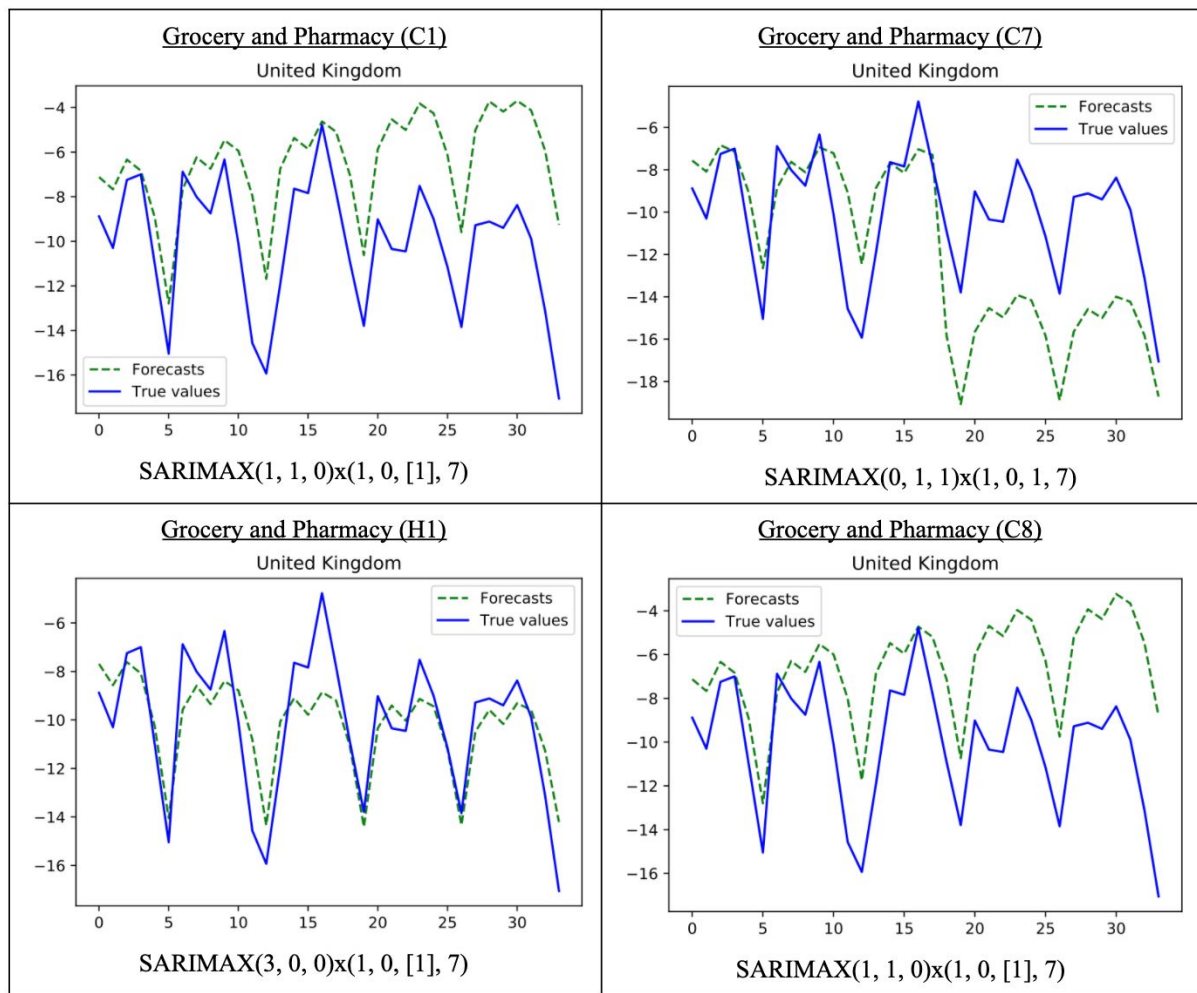 Grocery and Pharmacy (C1)
United Kingdom
−4
−6
−8
−10
−12
−14
−16
Forecasts
True values
0 5 10 15 20 25 30
SARIMAX(1, 1, 0)x(1, 0, [1], 7)
Grocery and Pharmacy (C7)
United Kingdom
Forecasts
True values
−6
−8
−10
−12
−14
−16
−18
0 5 10 15 20 25 30
SARIMAX(0, 1, 1)x(1, 0, 1, 7)
Grocery and Pharmacy (H1)
United Kingdom
Forecasts
True values
−6
−8
−10
−12
−14
−16
0 5 10 15 20 25 30
SARIMAX(3, 0, 0)x(1, 0, [1], 7)
Grocery and Pharmacy (C8)
United Kingdom
Forecasts
True values
−4
−6
−8
−10
−12
−14
−16
0 5 10 15 20 25 30
SARIMAX(1, 1, 0)x(1, 0, [1], 7)